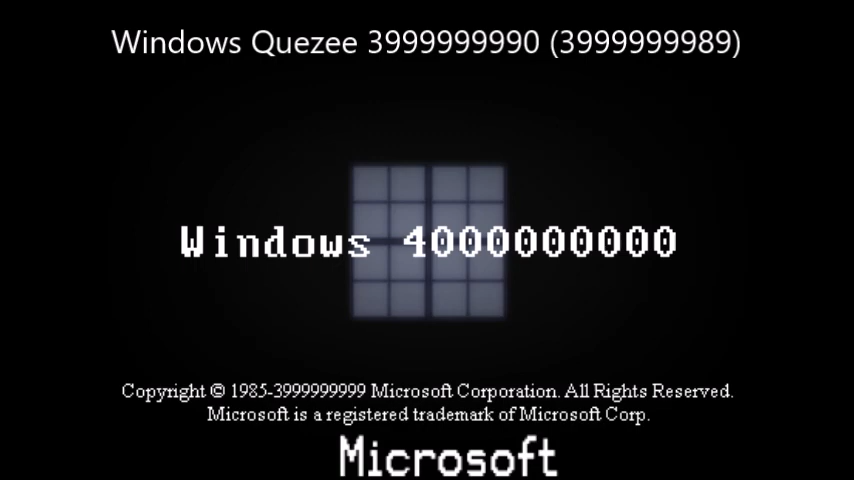 Windows Quezee 3999999990 (3999999989)
Windows 4000000000
Copyright © 1985-3999999999 Microsoft Corporation. All Rights Reserved.
Microsoft is a registered trademark of Microsoft Corp.
Microsoft